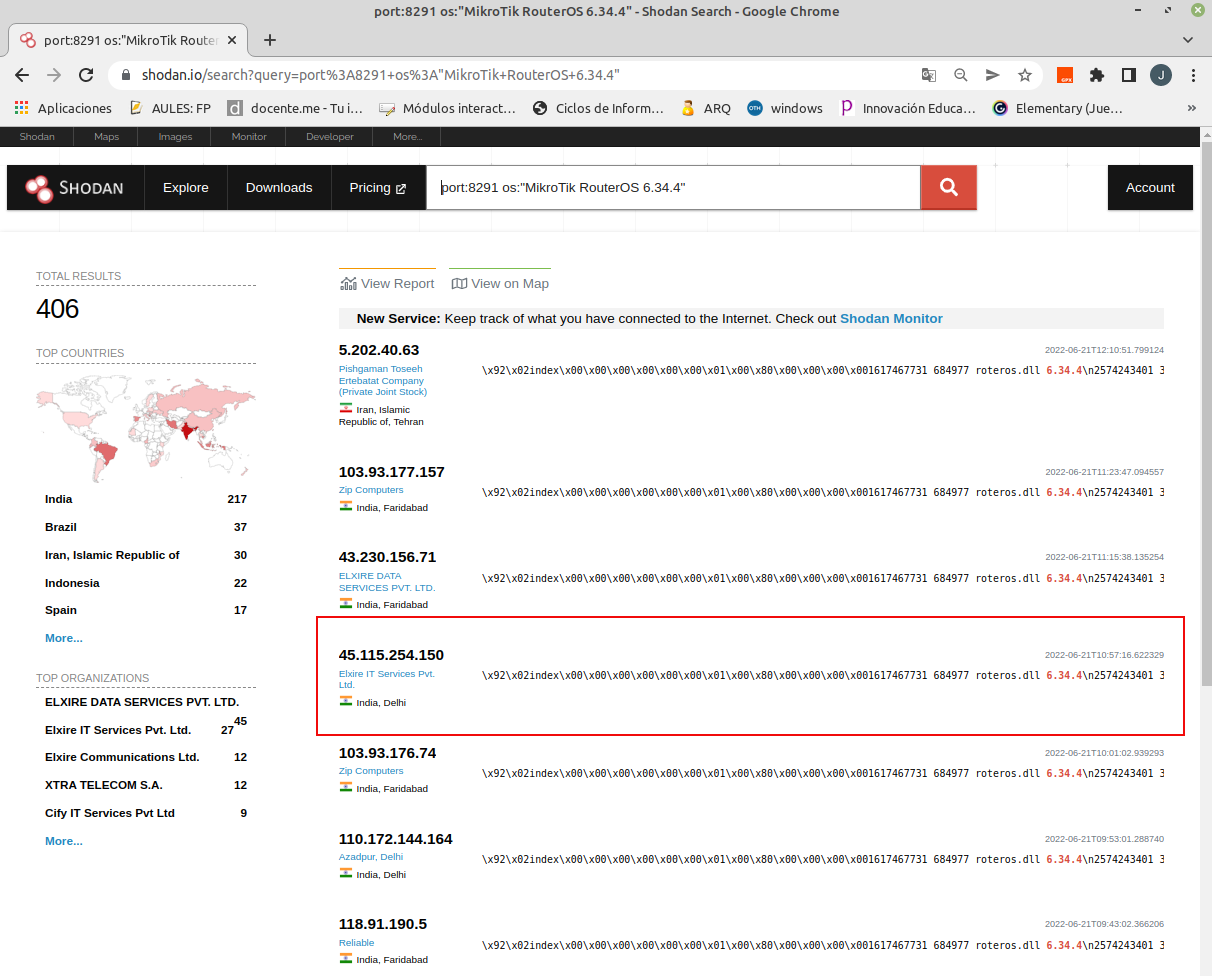 port:8291 os:"MikroTik RouterOS 6.34.4" - Shodan Search - Google Chrome
port:8291 os:"MikroTik Router
shodan.io/search?query=port%3A8291+os%3A"MikroTik+RouterOS+6.34.4"
GPX
J
Aplicaciones
AULES: FP
d
docente.me - Tu i…
Módulos interact…
Ciclos de Inform…
ARQ
OTH
windows
p
Innovación Educa…
G
Elementary (Jue…
»
Shodan
Maps
Images
Monitor
Developer
More...
SHODAN
Explore
Downloads
Pricing
port:8291 os:"MikroTik RouterOS 6.34.4"
Account
TOTAL RESULTS
406
TOP COUNTRIES
India 217
Brazil 37
Iran, Islamic Republic of 30
Indonesia 22
Spain 17
More...
TOP ORGANIZATIONS
ELXIRE DATA SERVICES PVT. LTD. 45
Elxire IT Services Pvt. Ltd. 27
Elxire Communications Ltd. 12
XTRA TELECOM S.A. 12
Cify IT Services Pvt Ltd 9
More...
View Report
View on Map
New Service: Keep track of what you have connected to the Internet. Check out Shodan Monitor
5.202.40.63
2022-06-21T12:10:51.799124
Pishgaman Toseeh
Ertebatat Company
(Private Joint Stock)
Iran, Islamic
Republic of, Tehran
\x92\x02index\x00\x00\x00\x00\x00\x00\x01\x00\x80\x00\x00\x00\x001617467731 684977 roteros.dll 6.34.4\n2574243401 3
103.93.177.157
2022-06-21T11:23:47.094557
Zip Computers
India, Faridabad
\x92\x02index\x00\x00\x00\x00\x00\x00\x01\x00\x80\x00\x00\x00\x001617467731 684977 roteros.dll 6.34.4\n2574243401 3
43.230.156.71
2022-06-21T11:15:38.135254
ELXIRE DATA
SERVICES PVT. LTD.
India, Faridabad
\x92\x02index\x00\x00\x00\x00\x00\x00\x01\x00\x80\x00\x00\x00\x001617467731 684977 roteros.dll 6.34.4\n2574243401 3
45.115.254.150
2022-06-21T10:57:16.622329
Elxire IT Services Pvt.
Ltd.
India, Delhi
\x92\x02index\x00\x00\x00\x00\x00\x00\x01\x00\x80\x00\x00\x00\x001617467731 684977 roteros.dll 6.34.4\n2574243401 3
103.93.176.74
2022-06-21T10:01:02.939293
Zip Computers
India, Faridabad
\x92\x02index\x00\x00\x00\x00\x00\x00\x01\x00\x80\x00\x00\x00\x001617467731 684977 roteros.dll 6.34.4\n2574243401 3
110.172.144.164
2022-06-21T09:53:01.288740
Azadpur, Delhi
India, Delhi
\x92\x02index\x00\x00\x00\x00\x00\x00\x01\x00\x80\x00\x00\x00\x001617467731 684977 roteros.dll 6.34.4\n2574243401 3
118.91.190.5
2022-06-21T09:43:02.366206
Reliable
India, Faridabad
\x92\x02index\x00\x00\x00\x00\x00\x00\x01\x00\x80\x00\x00\x00\x001617467731 684977 roteros.dll 6.34.4\n2574243401 3